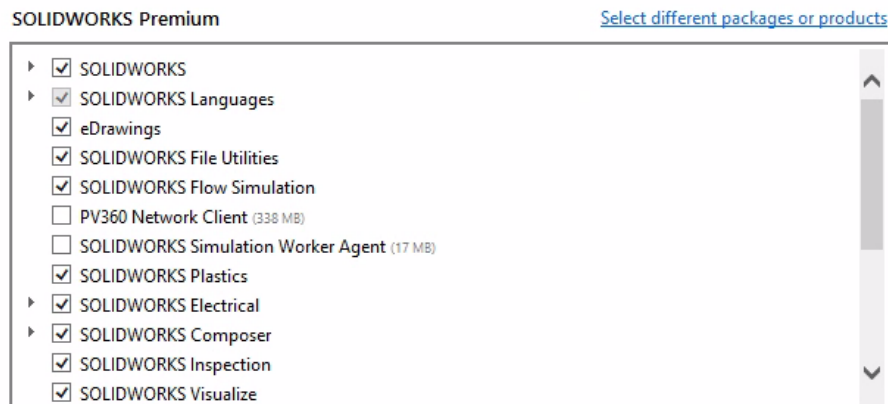 SOLIDWORKS Premium Select different packages or products
SOLIDWORKS
SOLIDWORKS Languages
eDrawings
SOLIDWORKS File Utilities
SOLIDWORKS Flow Simulation
PV360 Network Client (338 MB)
SOLIDWORKS Simulation Worker Agent (17 MB)
SOLIDWORKS Plastics
SOLIDWORKS Electrical
SOLIDWORKS Composer
SOLIDWORKS Inspection
SOLIDWORKS Visualize